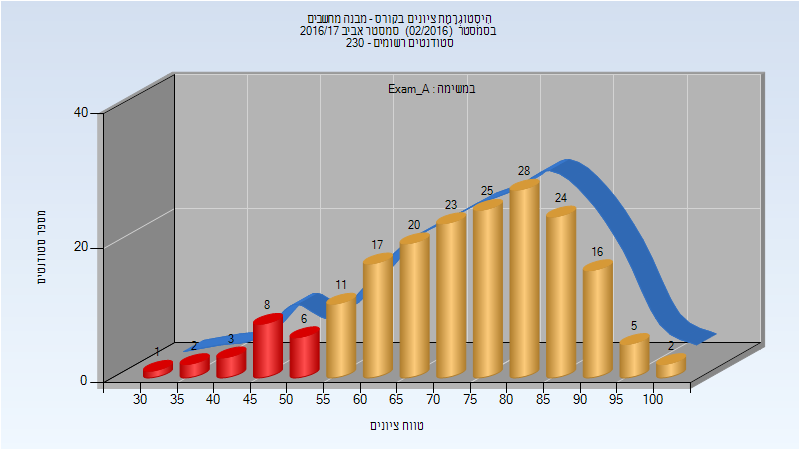 היסטוגרמת ציונים בקורס - מבנה מחשבים
בסמסטר (02/2016) סמסטר אביב 2016/17
סטודנטים רשומים - 230
במשימה : Exam_A
מספר סטודנטים
40
20
0
1
2
3
8
6
11
17
20
23
25
28
24
16
5
2
30 35 40 45 50 55 60 65 70 75 80 85 90 95 100
טווח ציונים